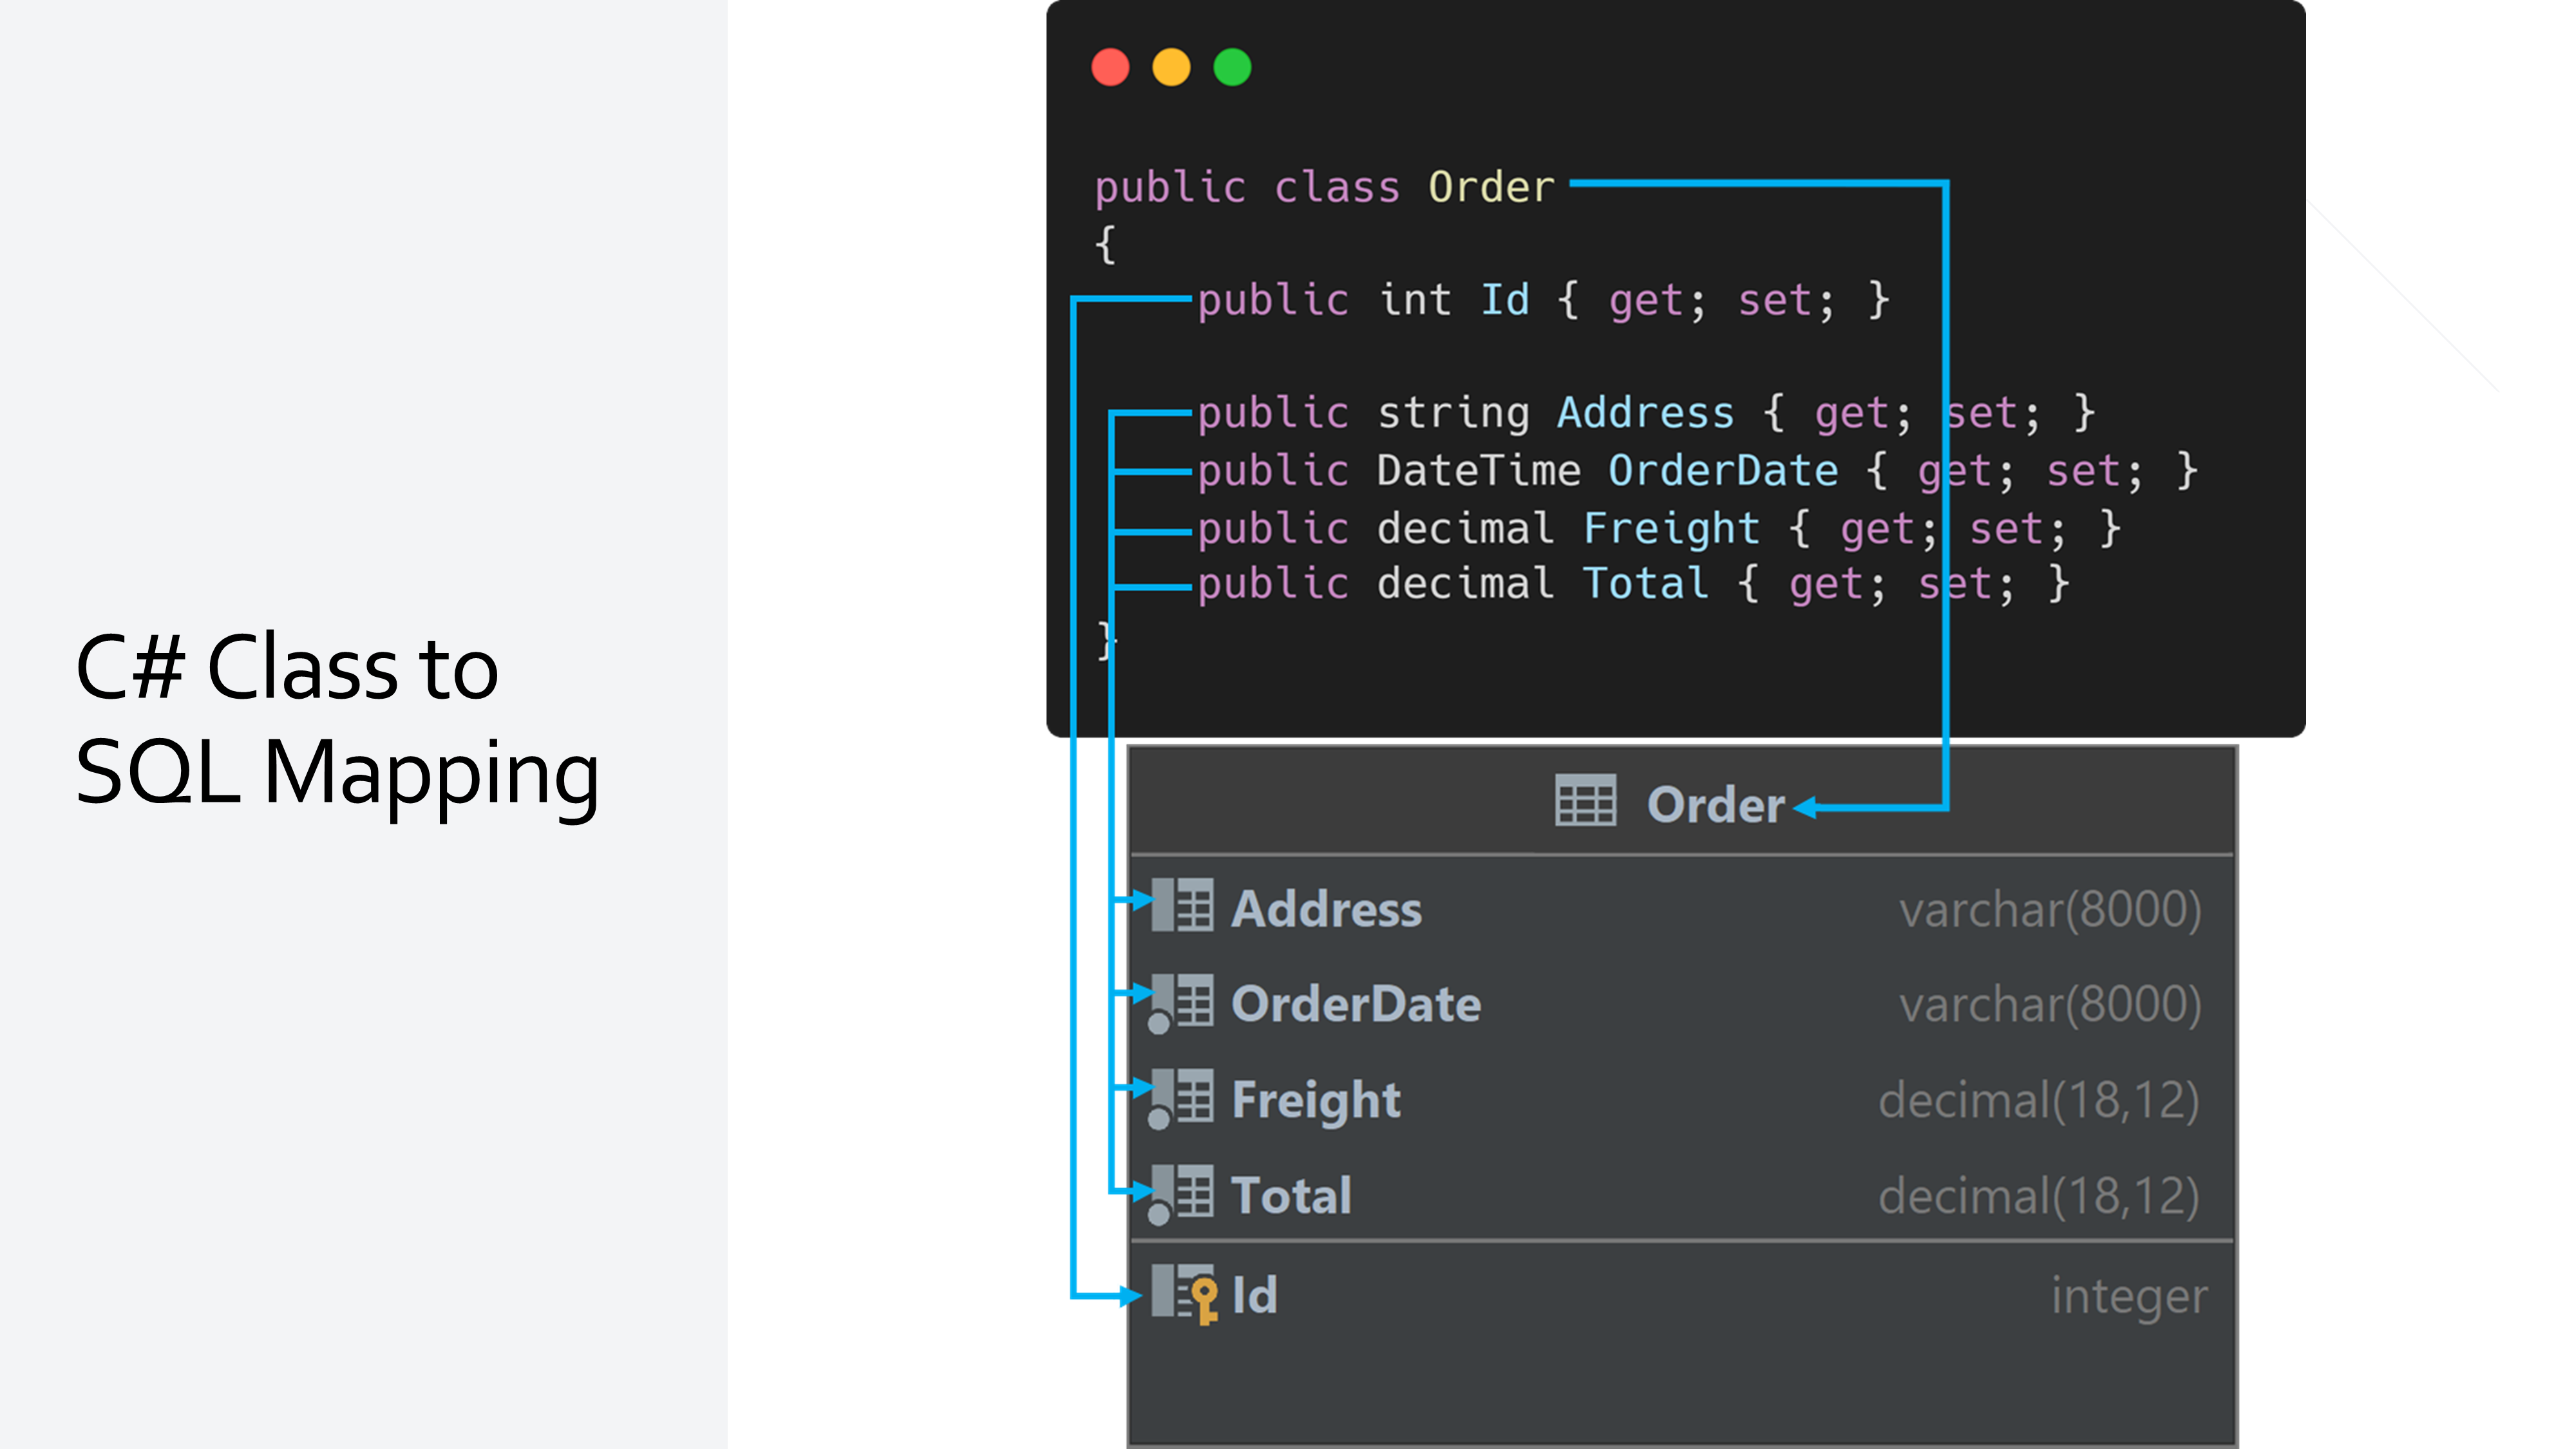 C# Class to
SQL Mapping
public class Order
{
public int Id { get; set; }
public string Address { get; set; }
public DateTime OrderDate { get; set; }
public decimal Freight { get; set; }
public decimal Total { get; set; }
}
Order
Address varchar(8000)
OrderDate varchar(8000)
Freight decimal(18,12)
Total decimal(18,12)
Id integer